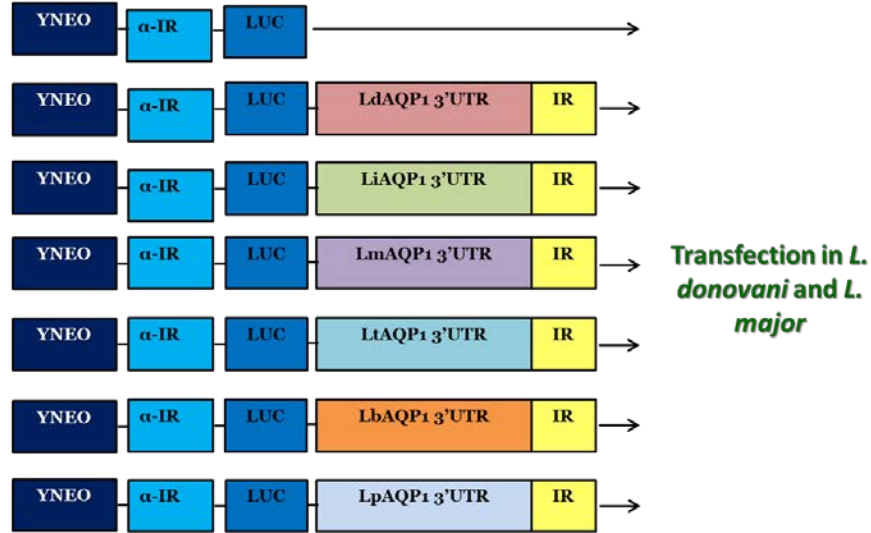 YNEO α-IR LUC
YNEO α-IR LUC LdAQP1 3’UTR IR
YNEO α-IR LUC LiAQP1 3’UTR IR
YNEO α-IR LUC LmAQP1 3’UTR IR
YNEO α-IR LUC LtAQP1 3’UTR IR
YNEO α-IR LUC LbAQP1 3’UTR IR
YNEO α-IR LUC LpAQP1 3’UTR IR
Transfection in L.
donovani and L.
major